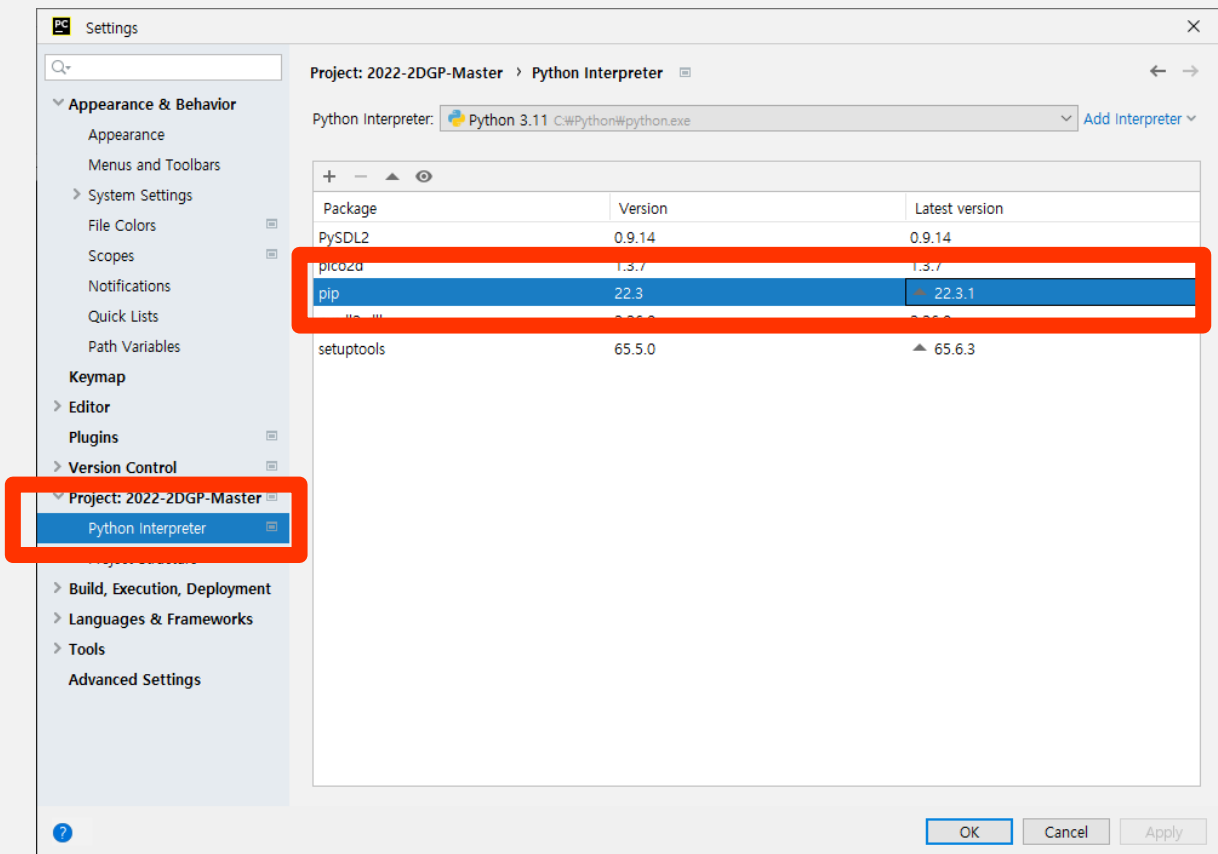 PC Settings
Project: 2022-2DGP-Master › Python Interpreter
Appearance & Behavior
Python Interpreter: Python 3.11 C:₩Python₩python.exe Add Interpreter
Appearance
Menus and Toolbars
System Settings
Package Version Latest version
File Colors
PySDL2 0.9.14 0.9.14
Scopes
pico2d 1.3.7 1.3.7
Notifications
pip 22.3 22.3.1
Quick Lists
Path Variables
setuptools 65.5.0 65.6.3
Keymap
Editor
Plugins
Version Control
Project: 2022-2DGP-Master
Python Interpreter
Build, Execution, Deployment
Languages & Frameworks
Tools
Advanced Settings
?
OK Cancel Apply